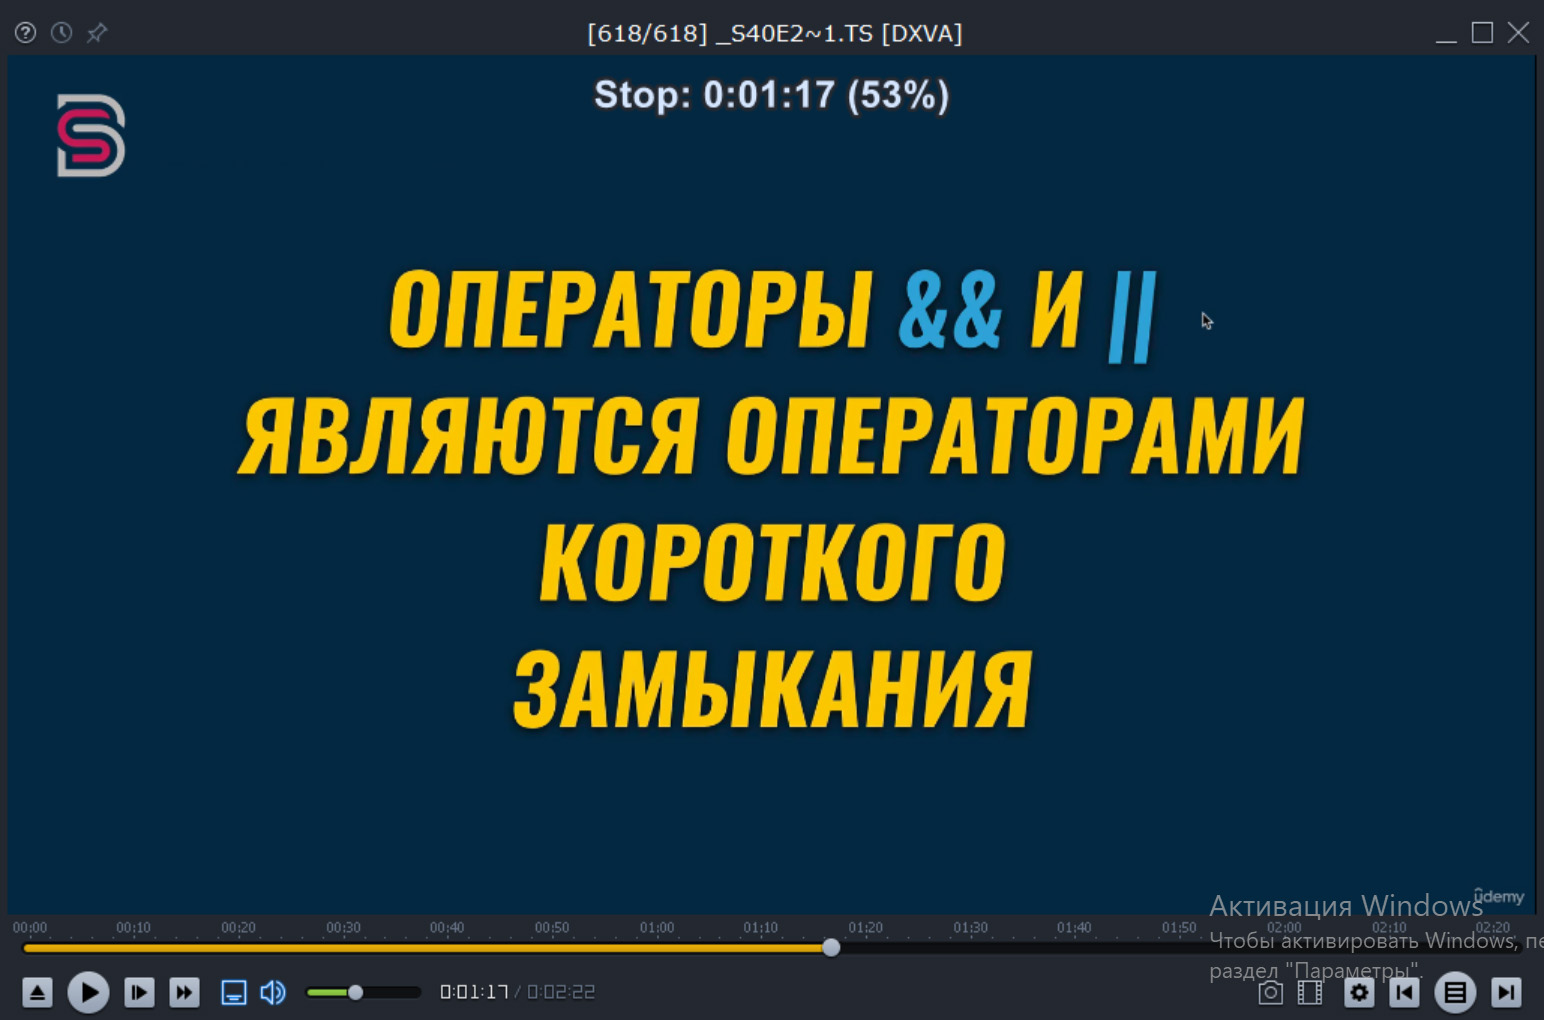 [618/618] _S40E2~1.TS [DXVA]
Stop: 0:01:17 (53%)
ОПЕРАТОРЫ && И ||
ЯВЛЯЮТСЯ ОПЕРАТОРАМИ
КОРОТКОГО
ЗАМЫКАНИЯ
ûdemy
Активация Windows
00:00 00:10 00:20 00:30 00:40 00:50 01:00 01:10 01:20 01:30 01:40 01:50 02:00 02:10 02:20
Чтобы активировать Windows, пе
раздел "Параметры".
0:01:17 / 0:02:22